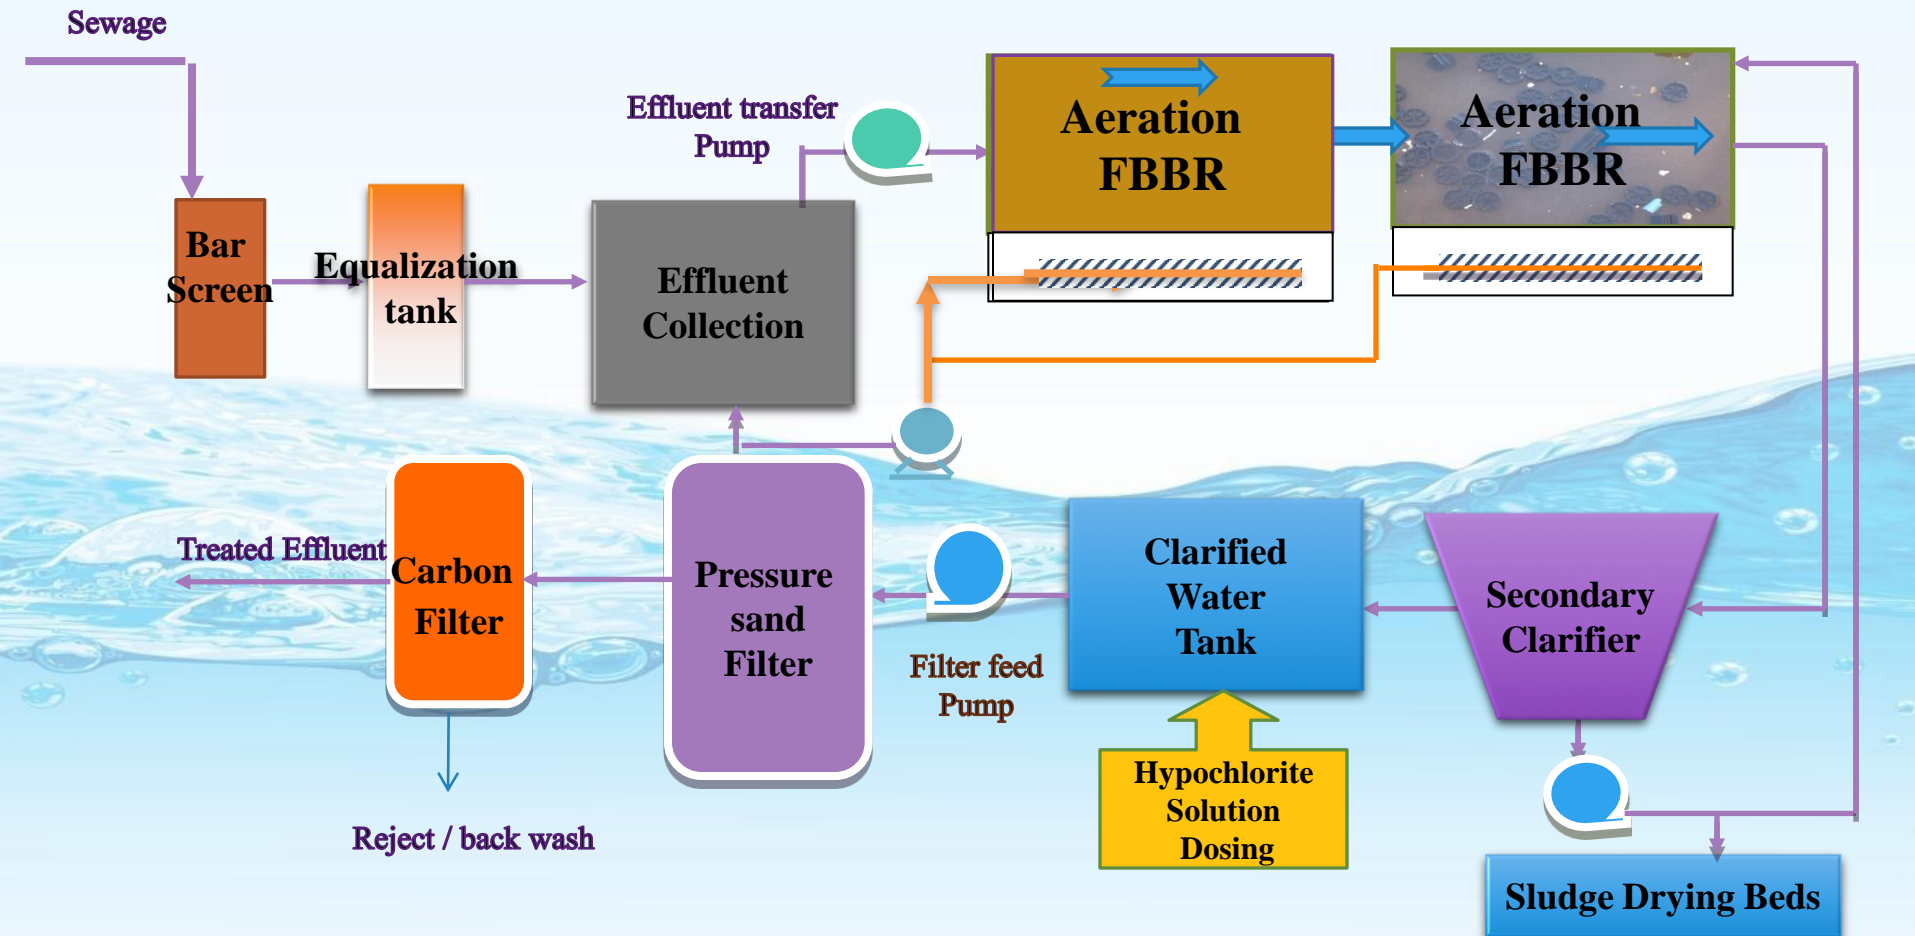 Sewage
Bar
Screen
Equalization
tank
Effluent
Collection
Effluent transfer
Pump
Aeration
FBBR
Aeration
FBBR
Treated Effluent
Carbon
Filter
Reject / back wash
Pressure
sand
Filter
Filter feed
Pump
Clarified
Water
Tank
Hypochlorite
Solution
Dosing
Secondary
Clarifier
Sludge Drying Beds